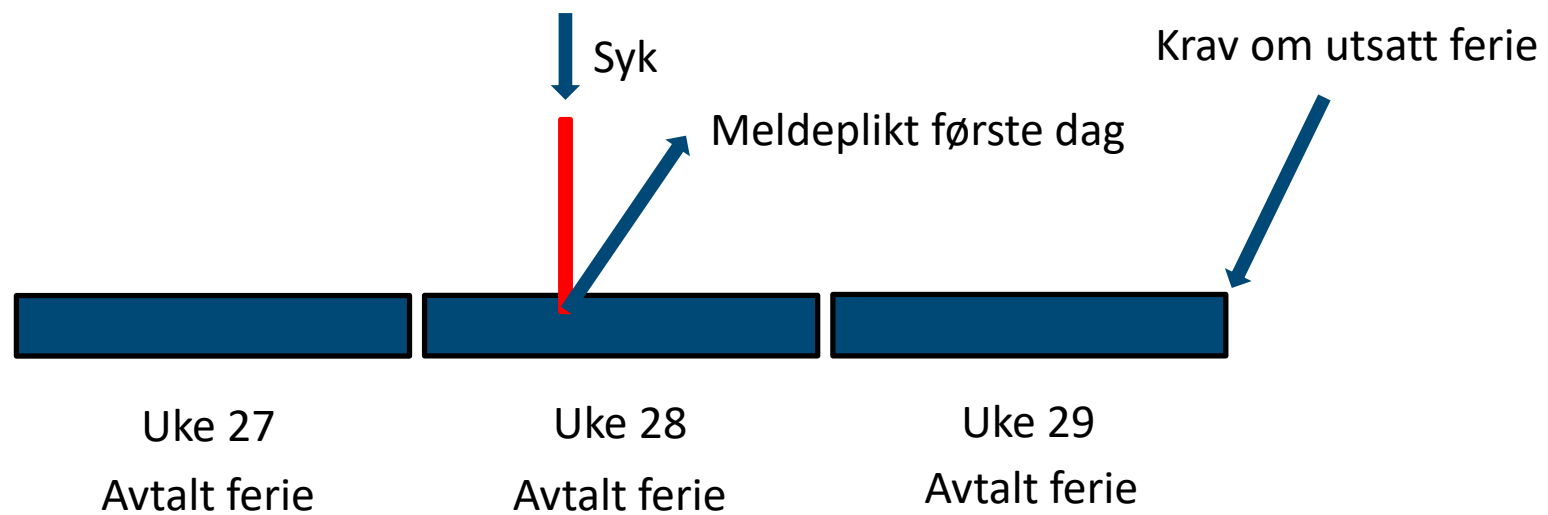 Syk
Krav om utsatt ferie
Meldeplikt første dag
Uke 27
Avtalt ferie
Uke 28
Avtalt ferie
Uke 29
Avtalt ferie